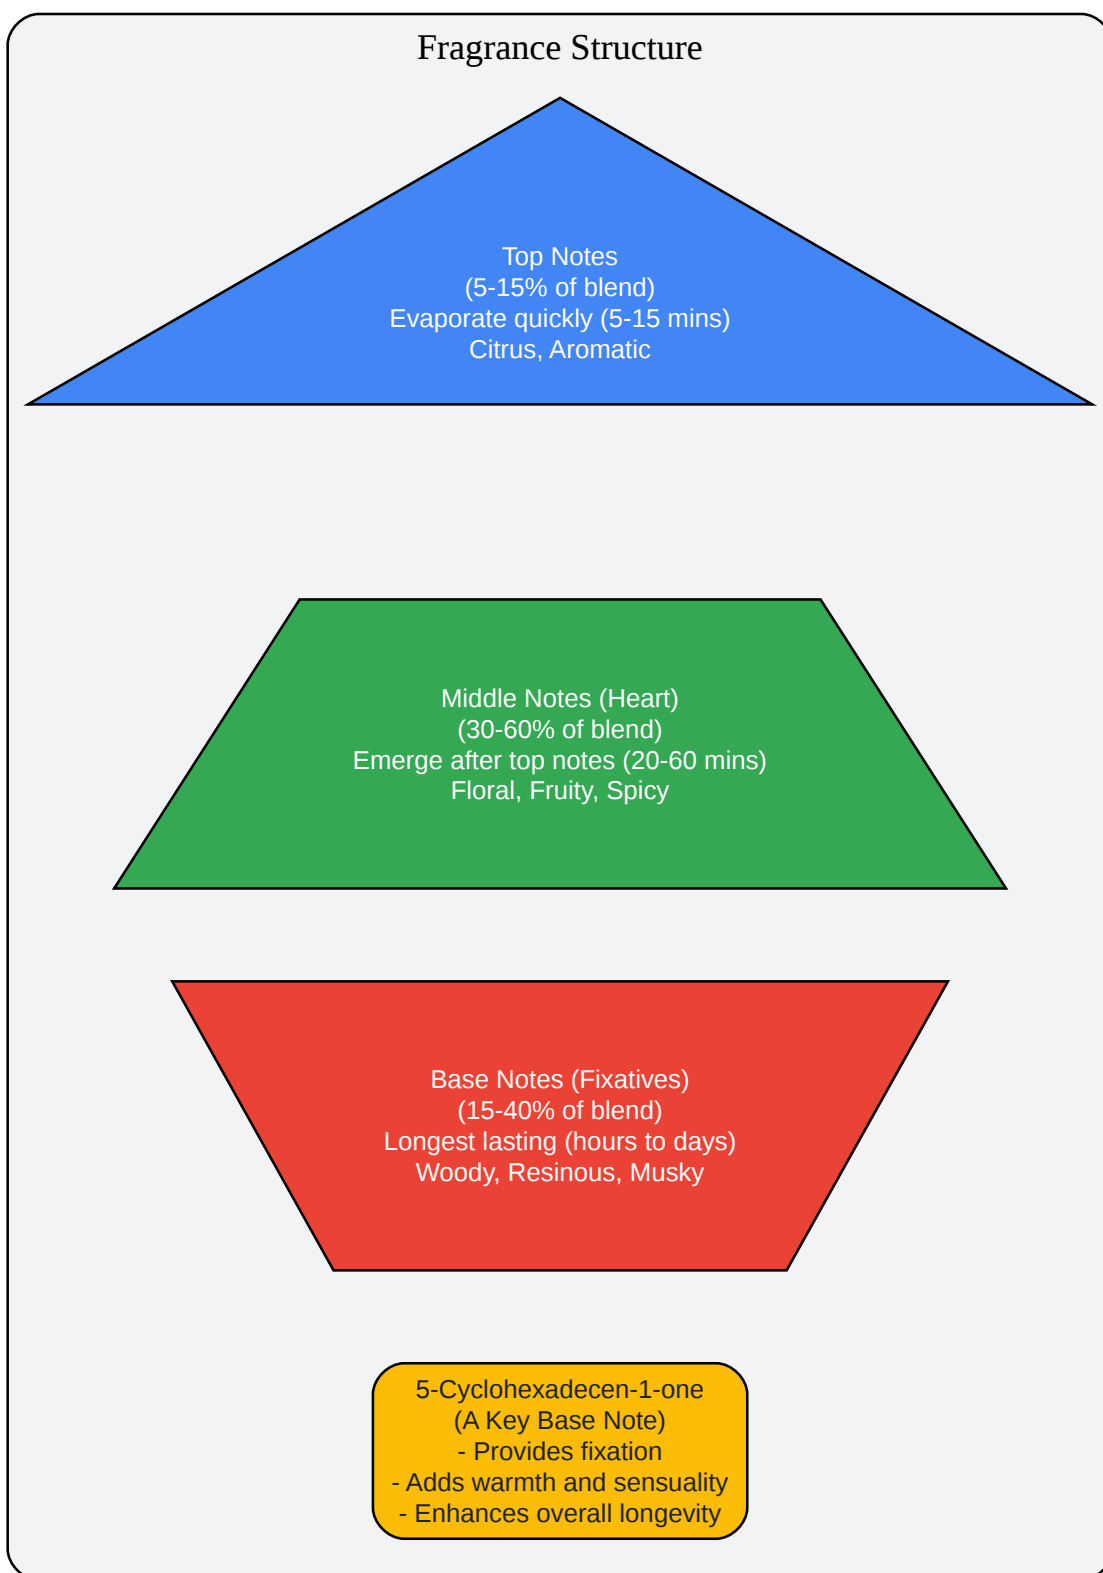 Fragrance Structure
Top Notes
(5-15% of blend)
Evaporate quickly (5-15 mins)
Citrus, Aromatic
Middle Notes (Heart)
(30-60% of blend)
Emerge after top notes (20-60 mins)
Floral, Fruity, Spicy
Base Notes (Fixatives)
(15-40% of blend)
Longest lasting (hours to days)
Woody, Resinous, Musky
5-Cyclohexadecen-1-one
(A Key Base Note)
- Provides fixation
- Adds warmth and sensuality
- Enhances overall longevity